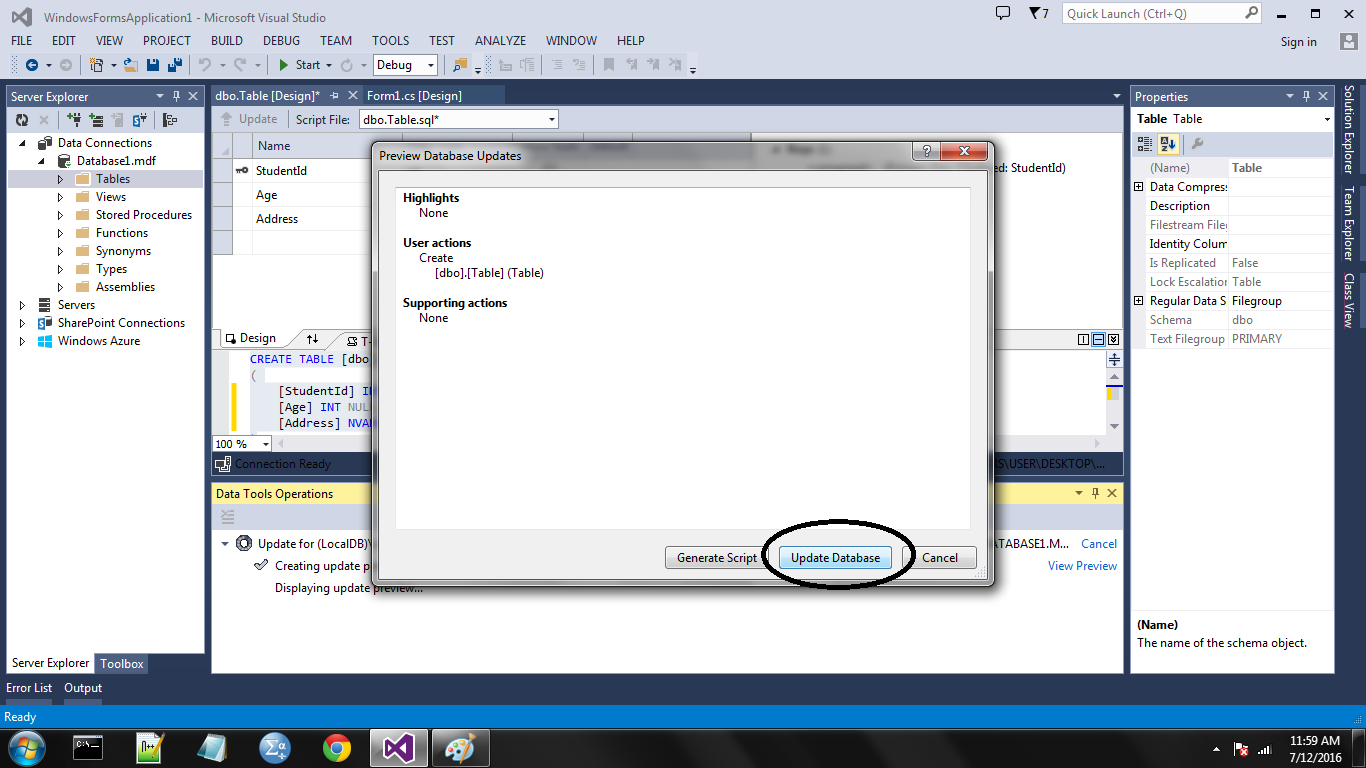 WindowsFormsApplication1 - Microsoft Visual Studio
7
Quick Launch (Ctrl+Q)
FILE EDIT VIEW PROJECT BUILD DEBUG TEAM TOOLS TEST ANALYZE WINDOW HELP
Sign in
Start Debug
Server Explorer
Data Connections
Database1.mdf
Tables
Views
Stored Procedures
Functions
Synonyms
Types
Assemblies
Servers
SharePoint Connections
Windows Azure
Server Explorer Toolbox
dbo.Table [Design]* Form1.cs [Design]
Update Script File: dbo.Table.sql*
Name
StudentId
Age
Address
StudentId)
Design T-
CREATE TABLE [dbo
(
[StudentId] I
[Age] INT NUL
[Address] NVA
100 %
Connection Ready
S\USER\DESKTOP\...
Preview Database Updates
?
Highlights
None
User actions
Create
[dbo].[Table] (Table)
Supporting actions
None
Generate Script Update Database Cancel
Data Tools Operations
Update for (LocalDB)\ ATABASE1.M... Cancel
Creating update p View Preview
Displaying update preview...
Properties
Table Table
(Name) Table
Data Compress
Description
Filestream File
Identity Colum
Is Replicated False
Lock Escalation Table
Regular Data S Filegroup
Schema dbo
Text Filegroup PRIMARY
(Name)
The name of the schema object.
Solution Explorer
Team Explorer
Class View
Error List Output
Ready
C:\_
N++
Σα
11:59 AM
7/12/2016